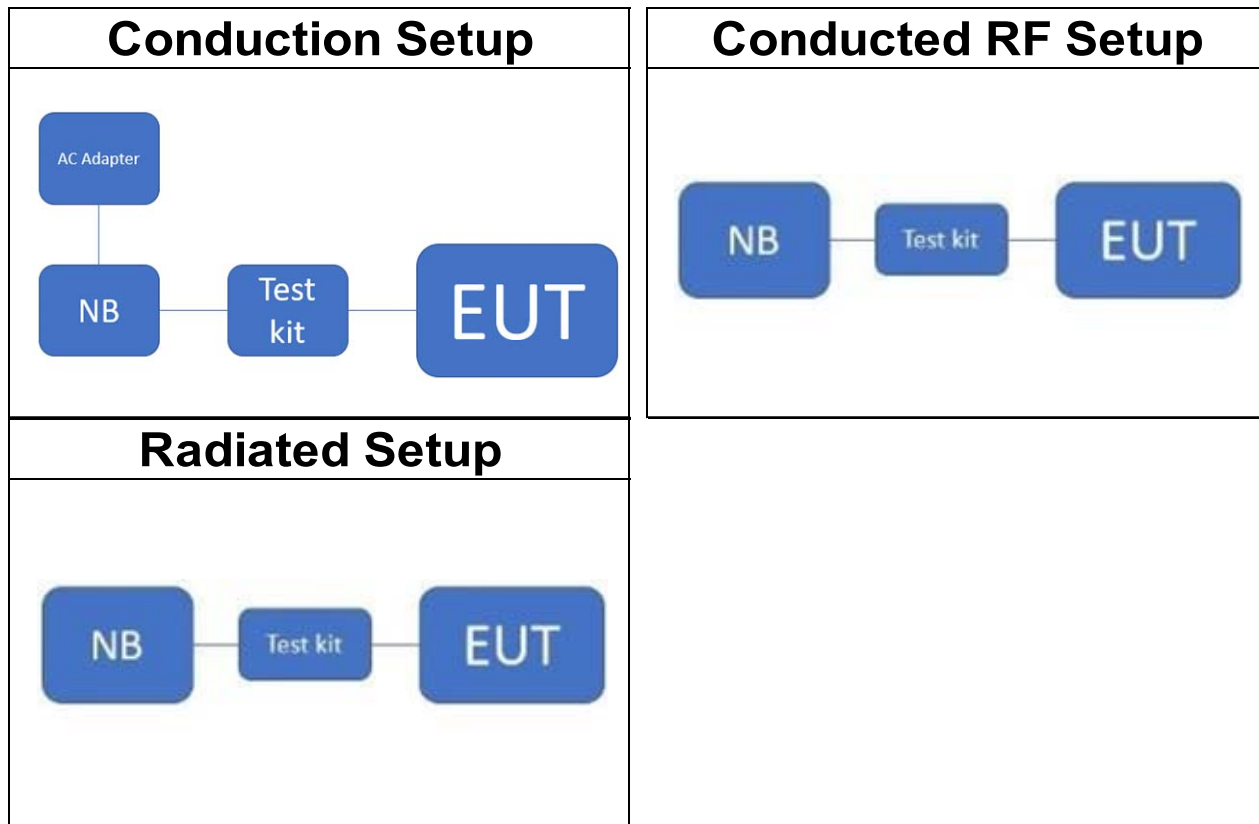 Conduction Setup
AC Adapter
NB
Test
kit
EUT
Conducted RF Setup
NB
Test kit
EUT
Radiated Setup
NB
Test kit
EUT